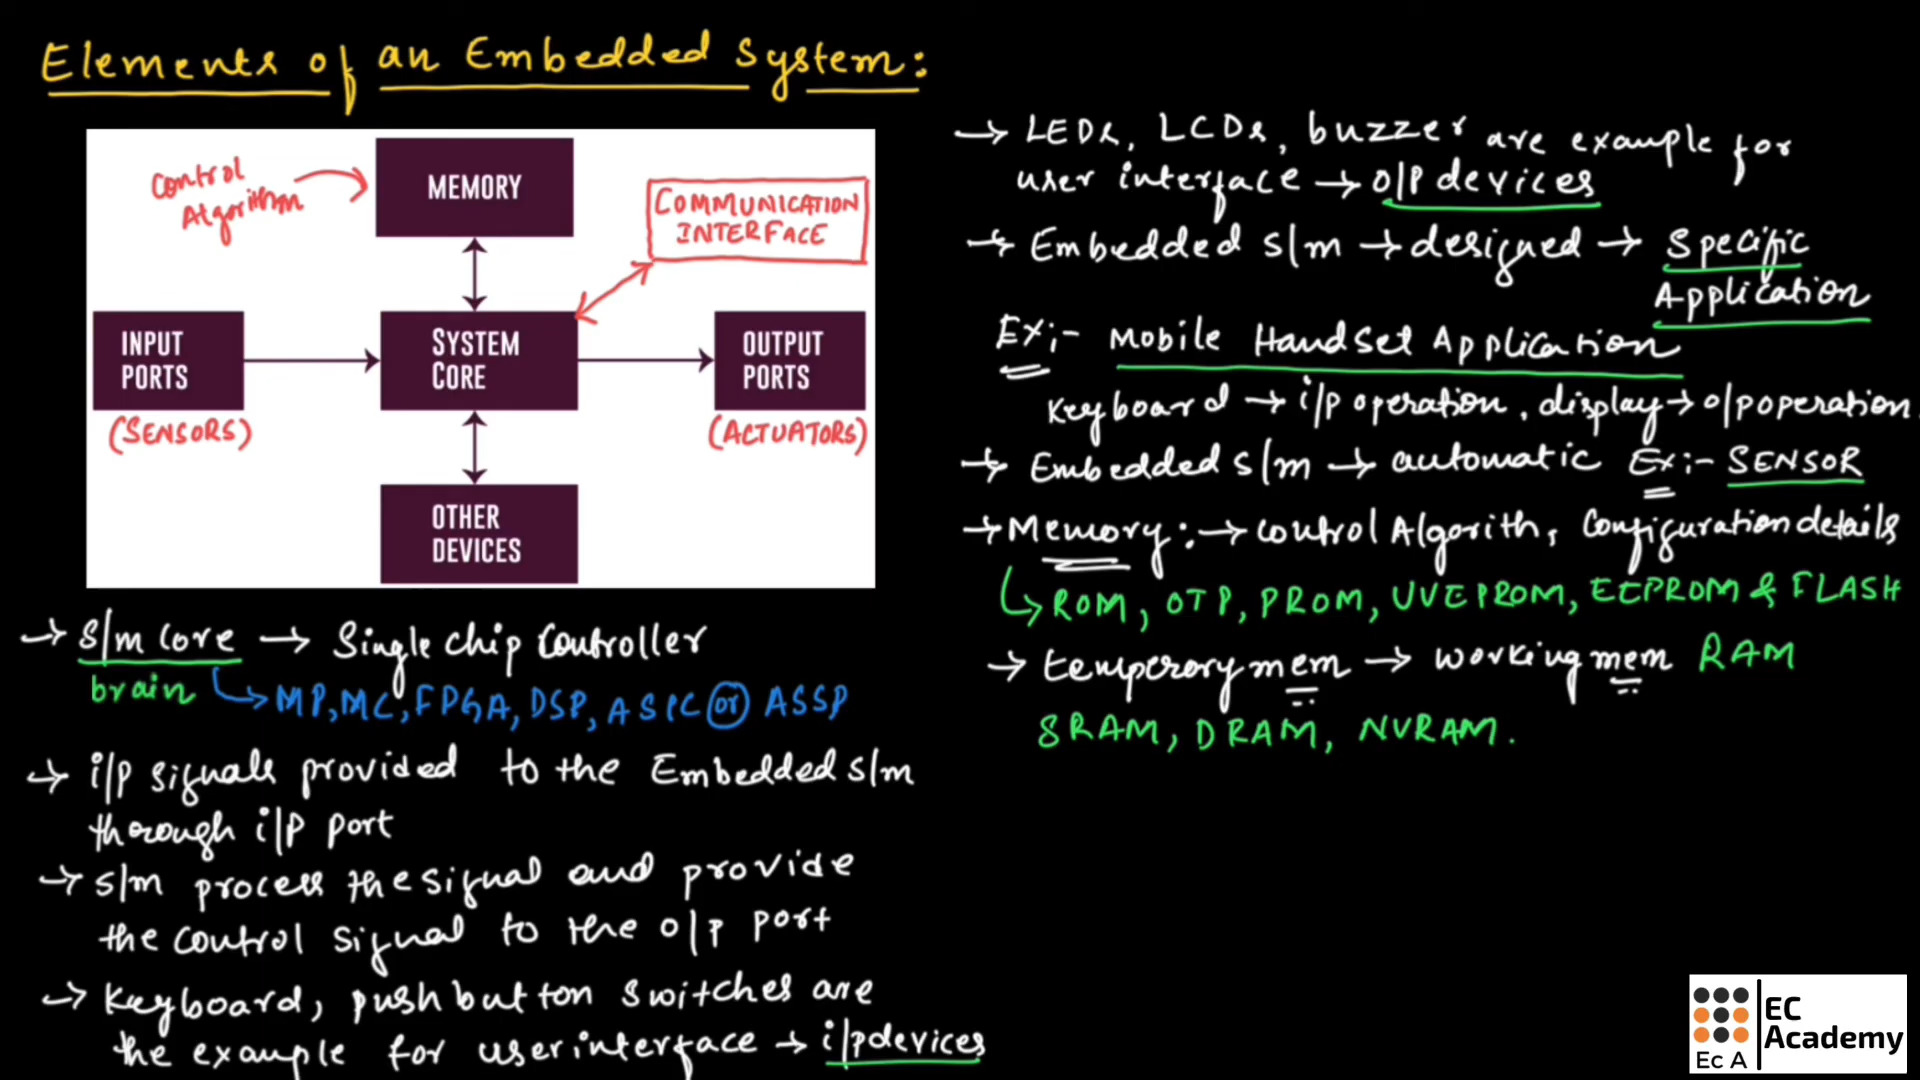 Elements of an Embedded System:
Control
Algorithm
MEMORY
COMMUNICATION
INTERFACE
INPUT
PORTS
SYSTEM
CORE
OUTPUT
PORTS
(SENSORS)
(ACTUATORS)
OTHER
DEVICES
→ S/m Core → Single chip Controller
brain → MP, MC, FPGA, DSP, ASPC or ASSP
→ i/p signals provided to the Embedded s/m
through i/p port
→ s/m process the signal and provide
the control signal to the o/p port
→ Keyboard, push button switches are
the example for user interface → i/p devices
→ LEDs, LCDs, buzzer are example for
user interface → o/p devices
→ Embedded s/m → designed → Specific
Application
Ex:- Mobile Handset Application
Keyboard → i/p operation, display → o/p operation.
→ Embedded s/m → automatic Ex:- SENSOR
→ Memory: → Control Algorith, Configuration details
→ ROM, OTP, PROM, UVEPROM, EEPROM & FLASH
→ temperory mem → working mem RAM
SRAM, DRAM, NVRAM.
EC
Academy
Ec A